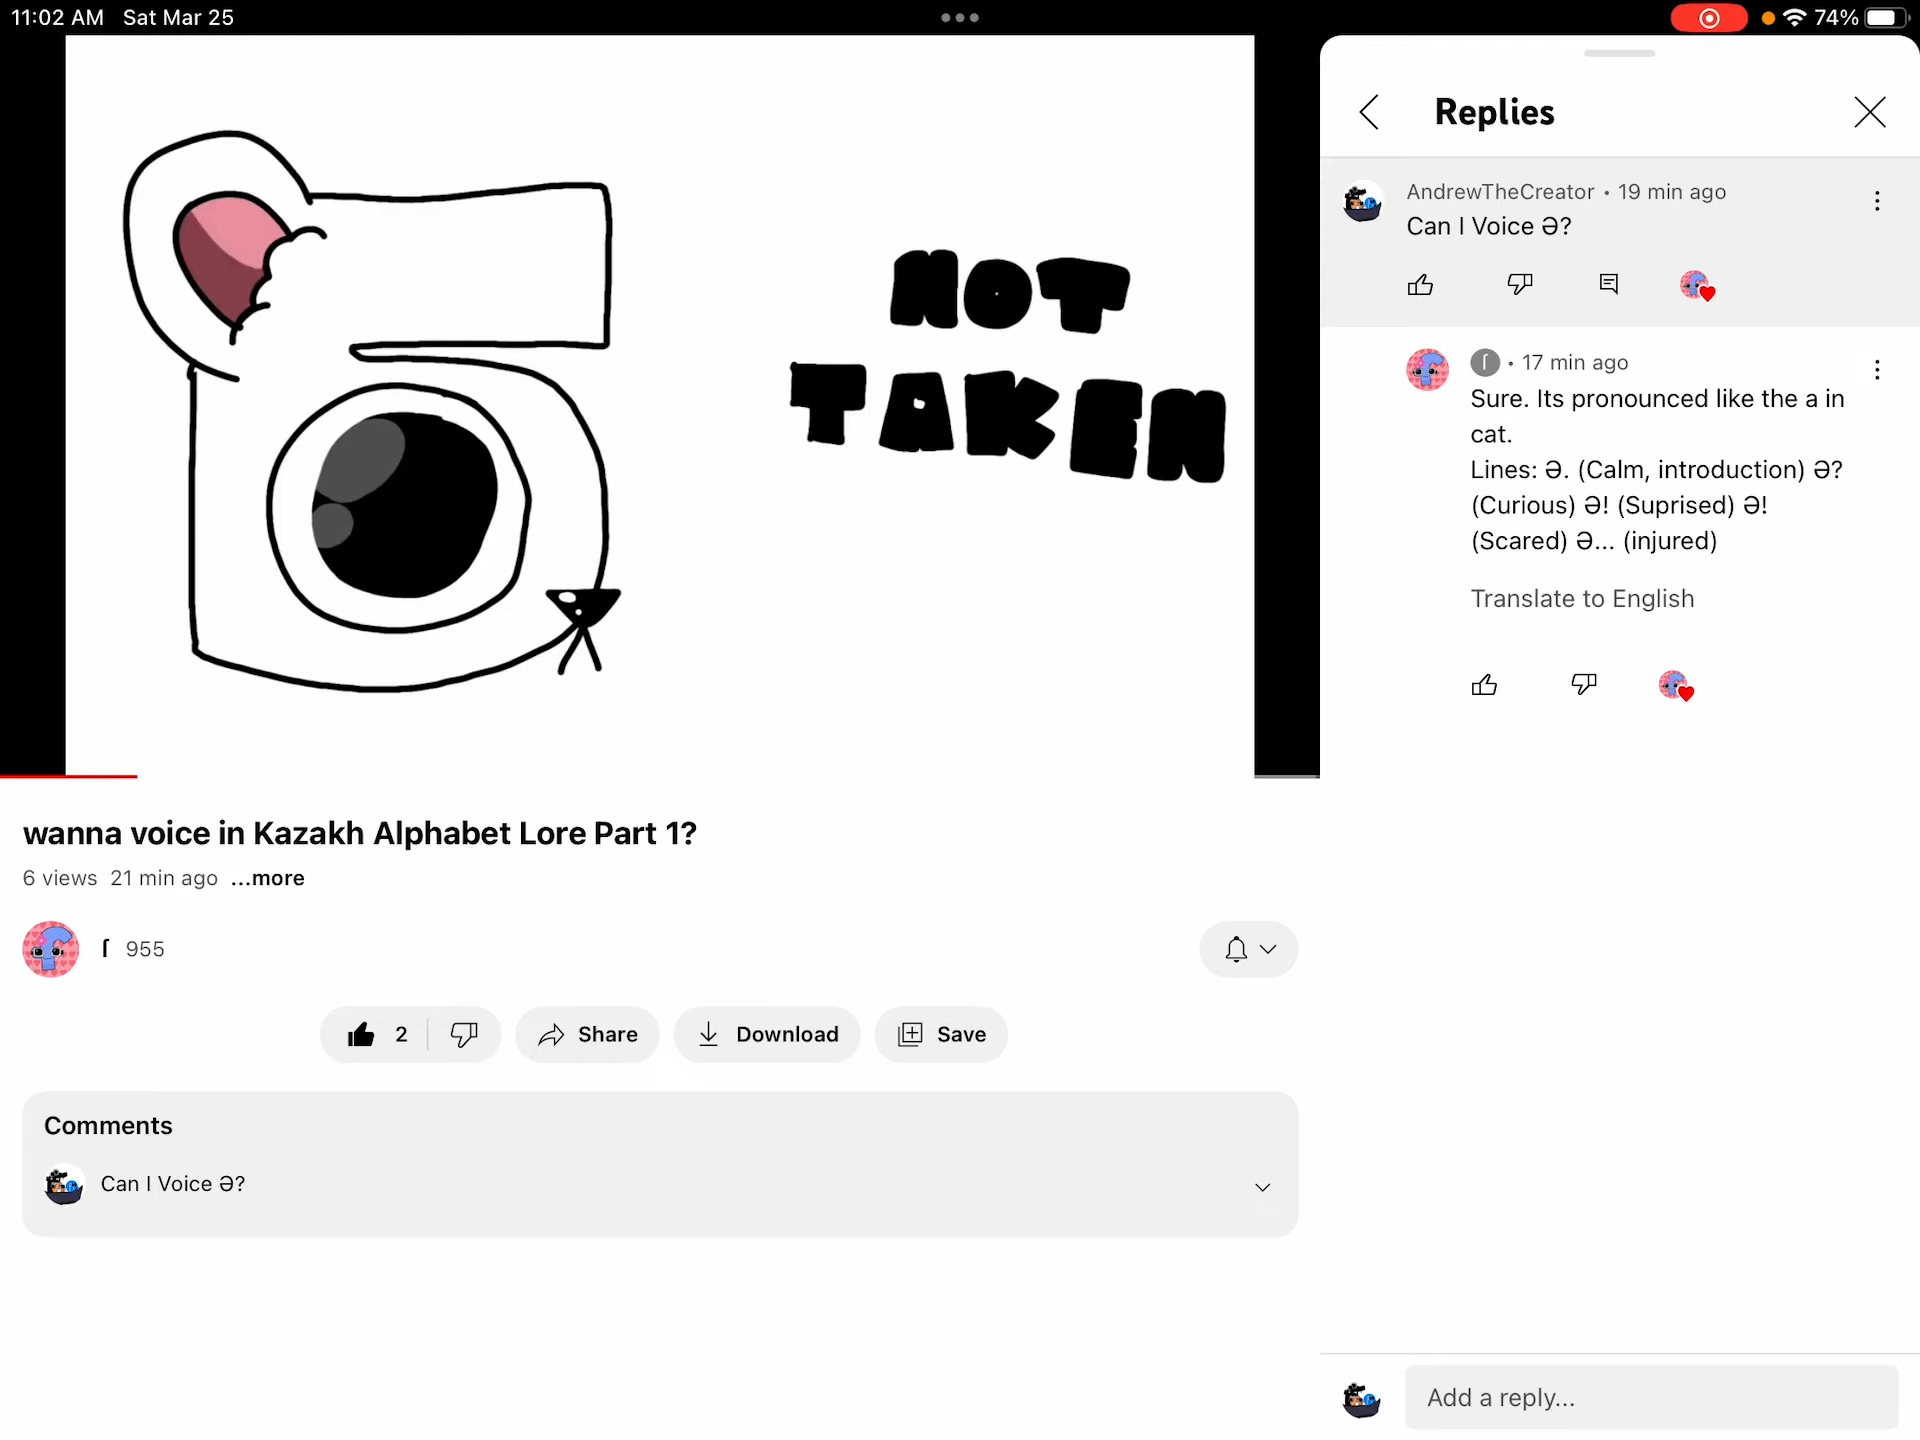 11:02 AM Sat Mar 25
74%
NOT
TAKEN
Replies
AndrewTheCreator • 19 min ago
Can I Voice Ə?
ſ • 17 min ago
Sure. Its pronounced like the a in
cat.
Lines: Ə. (Calm, introduction) Ə?
(Curious) Ə! (Suprised) Ə!
(Scared) Ə... (injured)
Translate to English
wanna voice in Kazakh Alphabet Lore Part 1?
6 views 21 min ago ...more
ſ 955
2
Share
Download
Save
Comments
Can I Voice Ə?
Add a reply...